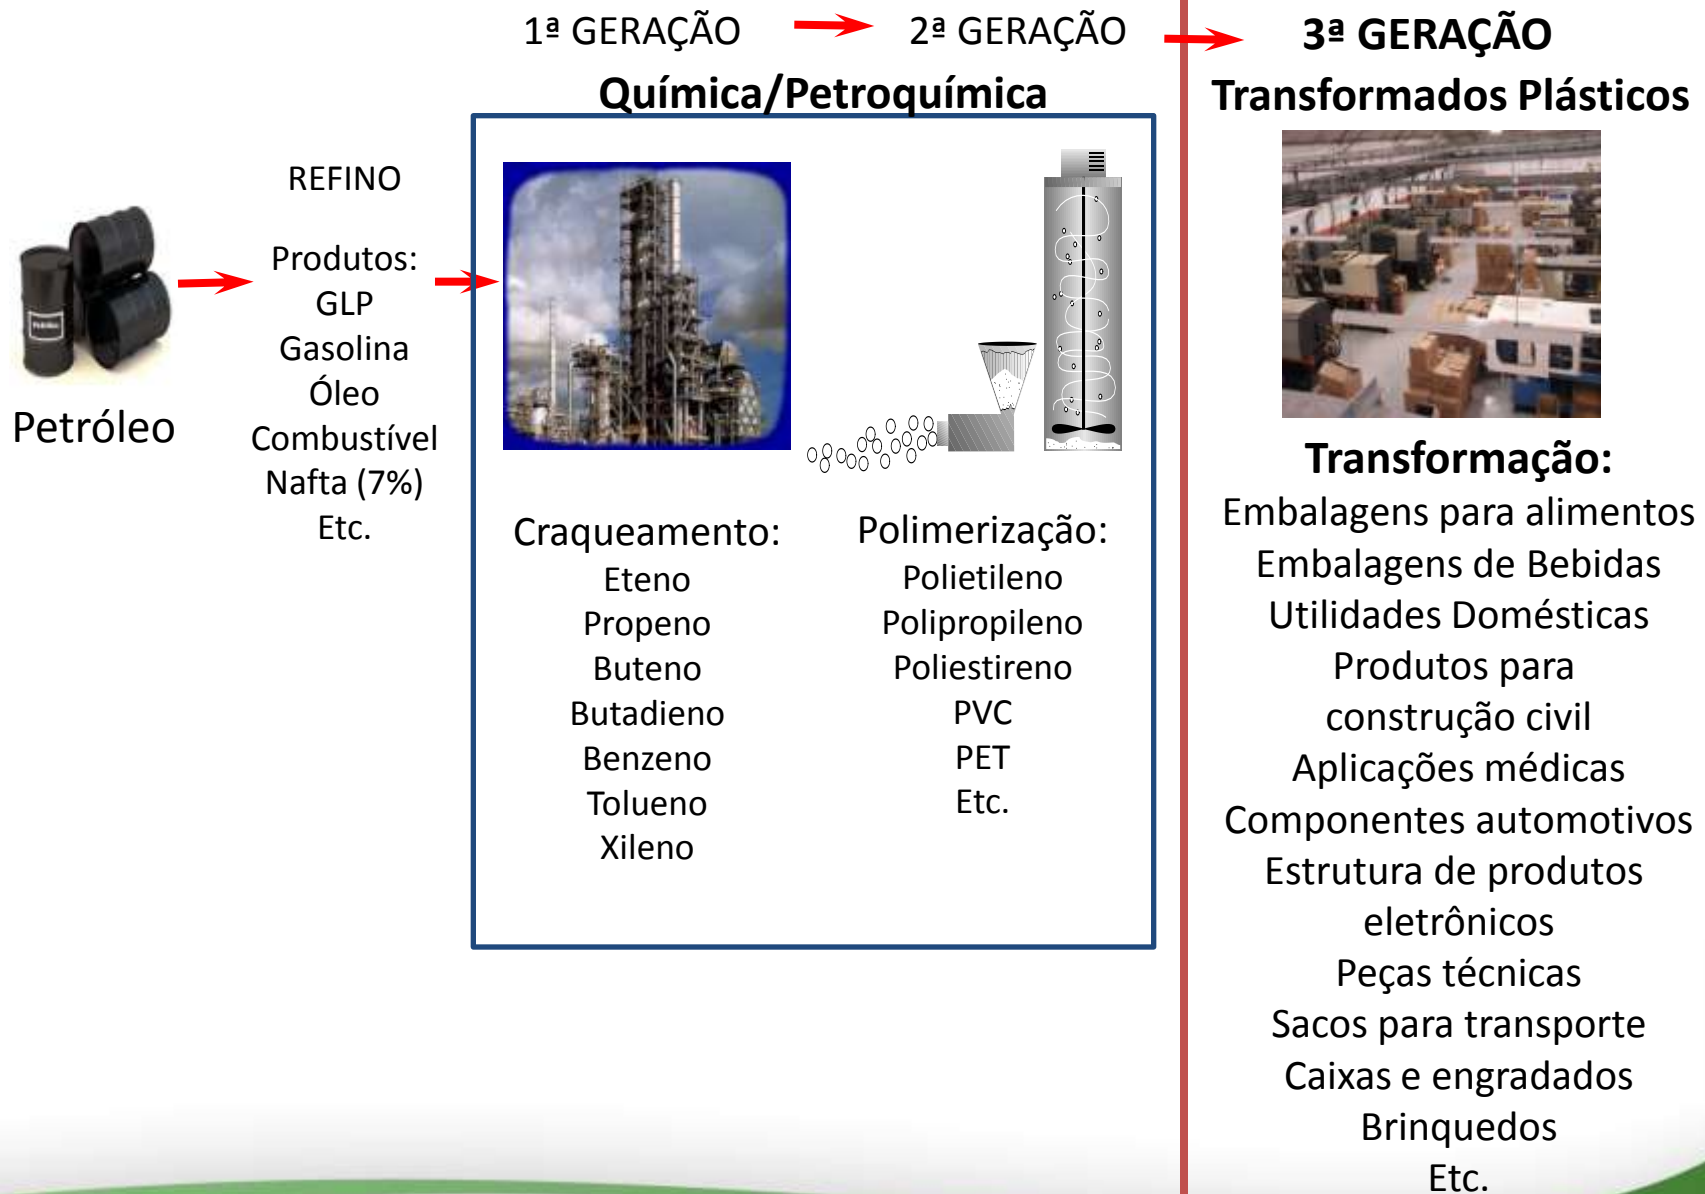 1ª GERAÇÃO
2ª GERAÇÃO
3ª GERAÇÃO
Química/Petroquímica
Transformados Plásticos
Petróleo
REFINO
Produtos:
GLP
Gasolina
Óleo
Combustível
Nafta (7%)
Etc.
Craqueamento:
Eteno
Propeno
Buteno
Butadieno
Benzeno
Tolueno
Xileno
Polimerização:
Polietileno
Polipropileno
Poliestireno
PVC
PET
Etc.
Transformação:
Embalagens para alimentos
Embalagens de Bebidas
Utilidades Domésticas
Produtos para
construção civil
Aplicações médicas
Componentes automotivos
Estrutura de produtos
eletrônicos
Peças técnicas
Sacos para transporte
Caixas e engradados
Brinquedos
Etc.